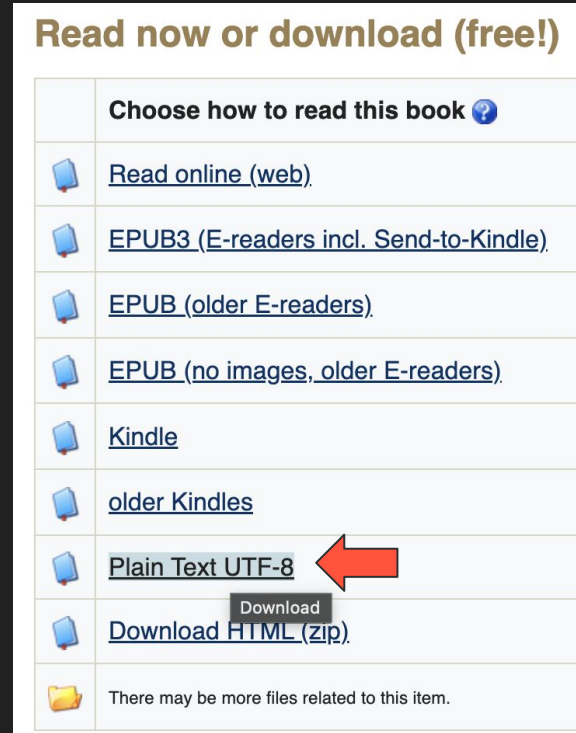 Read now or download (free!)
Choose how to read this book ?
Read online (web)
EPUB3 (E-readers incl. Send-to-Kindle)
EPUB (older E-readers)
EPUB (no images, older E-readers)
Kindle
older Kindles
Plain Text UTF-8
Download
Download HTML (zip)
There may be more files related to this item.